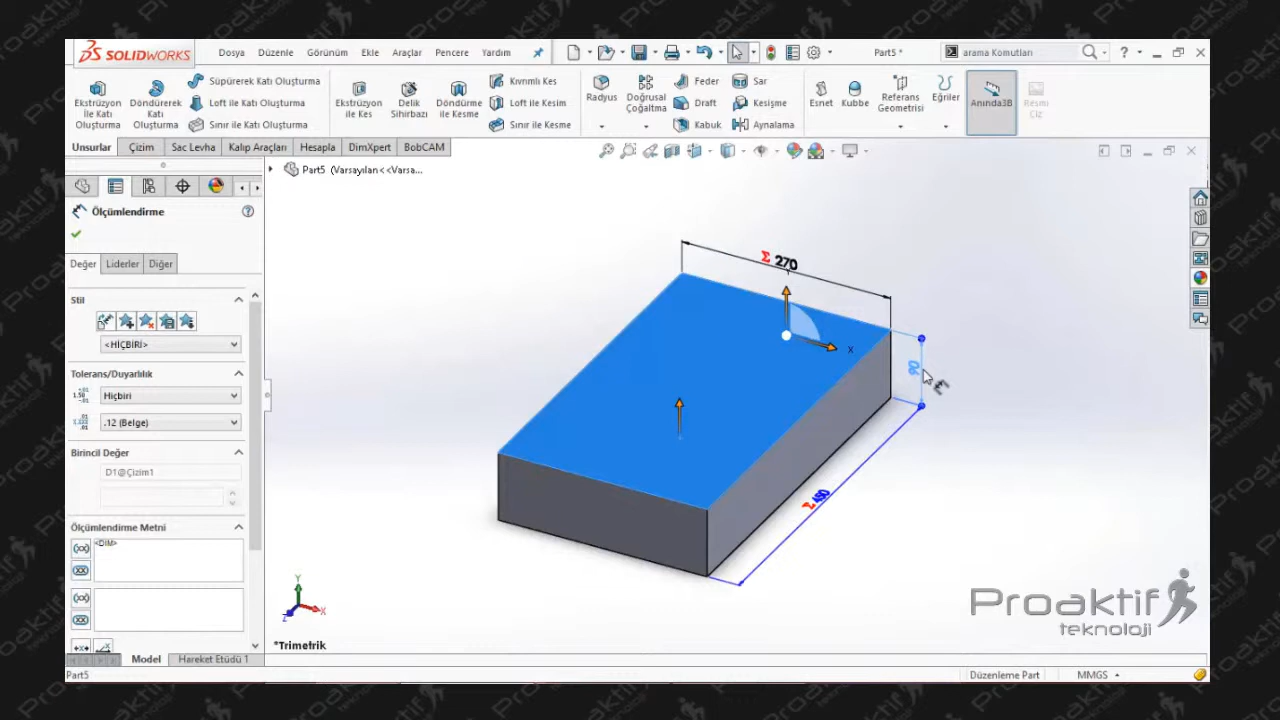 SOLIDWORKS Dosya Düzenle Görünüm Ekle Araçlar Pencere Yardım Part5 * arama Komutları
Ekstrüzyon İle Katı Oluşturma
Döndürerek Katı Oluşturma
Süpürerek Katı Oluşturma
Loft ile Katı Oluşturma
Sınır ile Katı Oluşturma
Ekstrüzyon ile Kes
Delik Sihirbazı
Döndürme ile Kesme
Kıvrımlı Kes
Loft ile Kesim
Sınır ile Kesme
Radyus
Doğrusal Çoğaltma
Feder
Draft
Kabuk
Sar
Kesişme
Aynalama
Esnet
Kubbe
Referans Geometrisi
Eğriler
Anında3B
Resmi Çiz
Unsurlar Çizim Sac Levha Kalıp Araçları Hesapla DimXpert BobCAM
Part5 (Varsayılan<<Varsa...
Ölçümlendirme
Değer Liderler Diğer
Stil
<HİÇBİRİ>
Tolerans/Duyarlılık
Hiçbiri
.12 (Belge)
Birincil Değer
D1@Çizim1
Ölçümlendirme Metni
<DIM>
Σ 270
90
Σ 450
X
Y
X
Z
*Trimetrik
Proaktif
teknoloji
Model Hareket Etüdü 1
Part5 Düzenleme Part MMGS